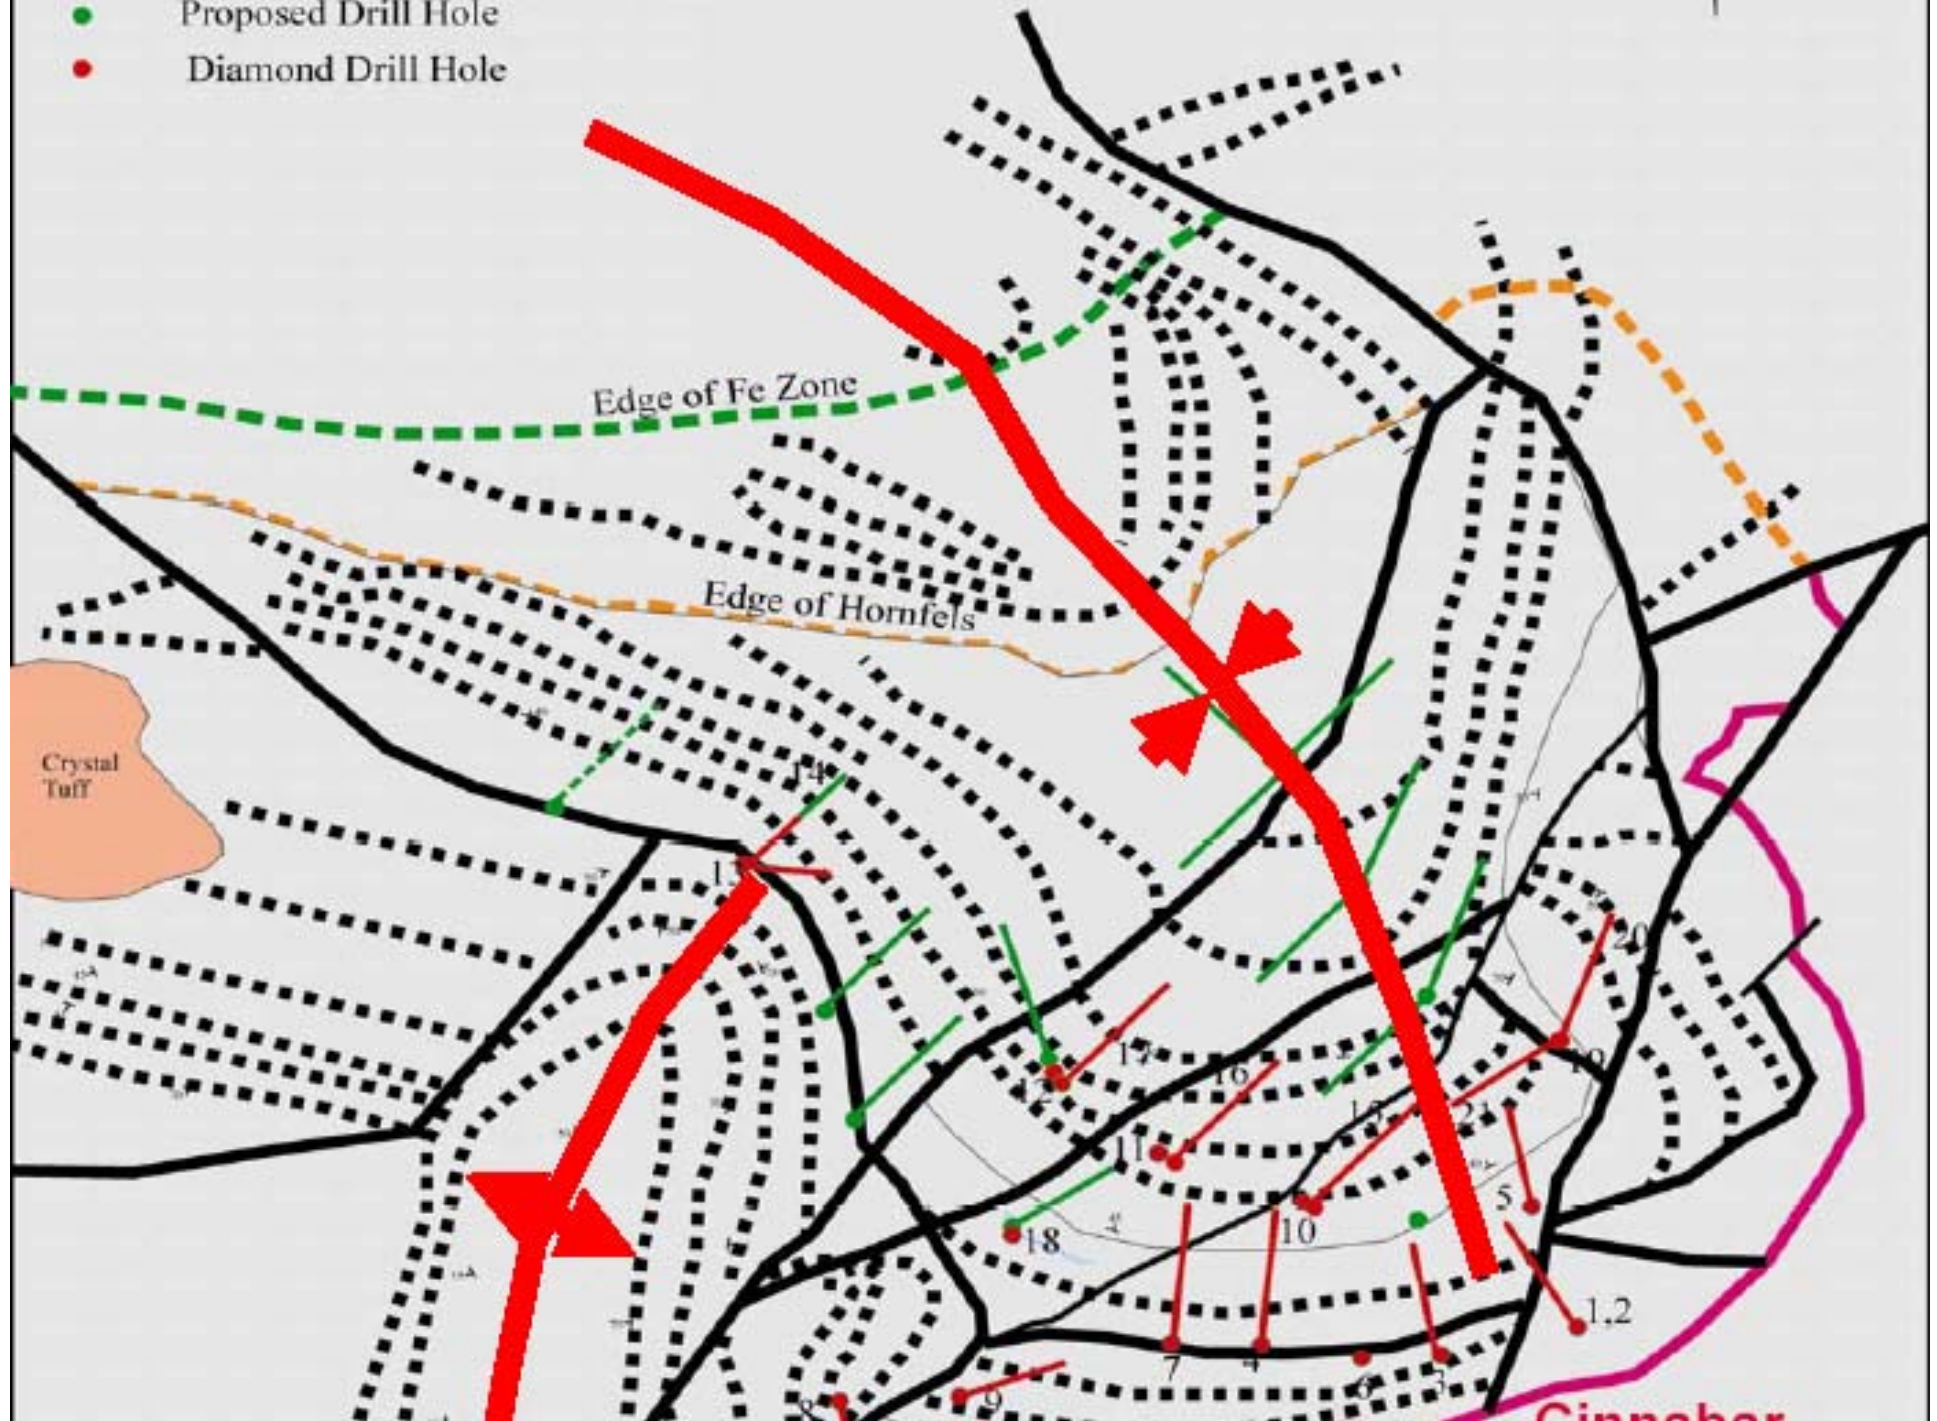 Proposed Drill Hole
Diamond Drill Hole
Edge of Fe Zone
Edge of Hornfels
Crystal
Tuff
14
13
20
17
19
12
16
15
21
11
5
10
18
1,2
7
4
6
3
9
8
Cinnabar